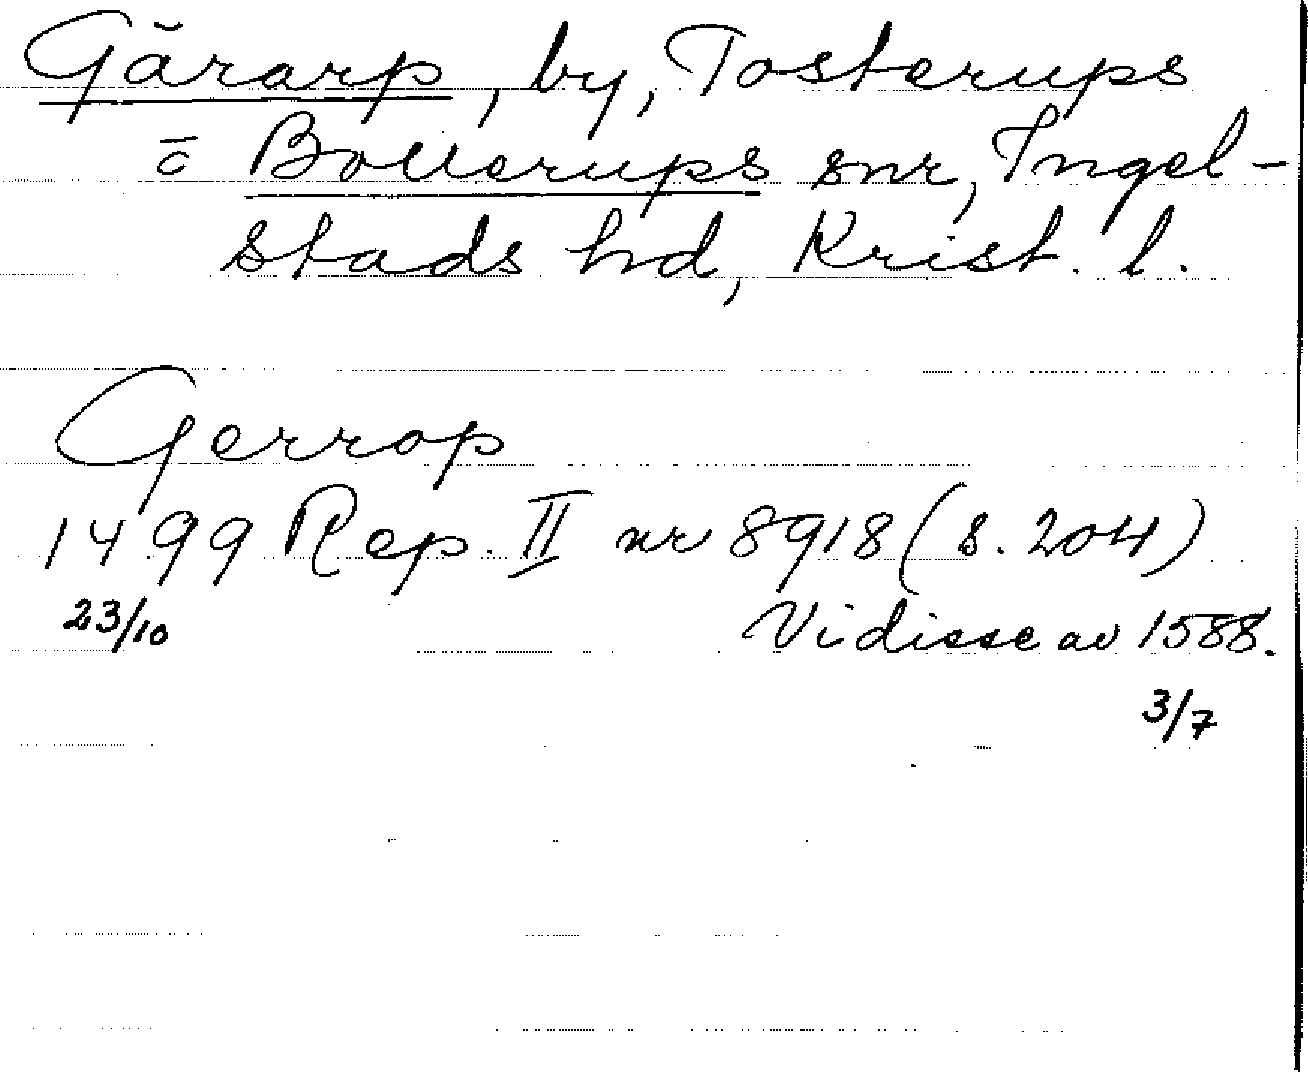 Gärarp, by, Tosterups
ō Bollerups snr, Ingel-
stads hd, Krist. l.
Gerrop
1499 Rep. II nr 8918 (s. 204)
23/10 Vidisse av 1588.
3/7